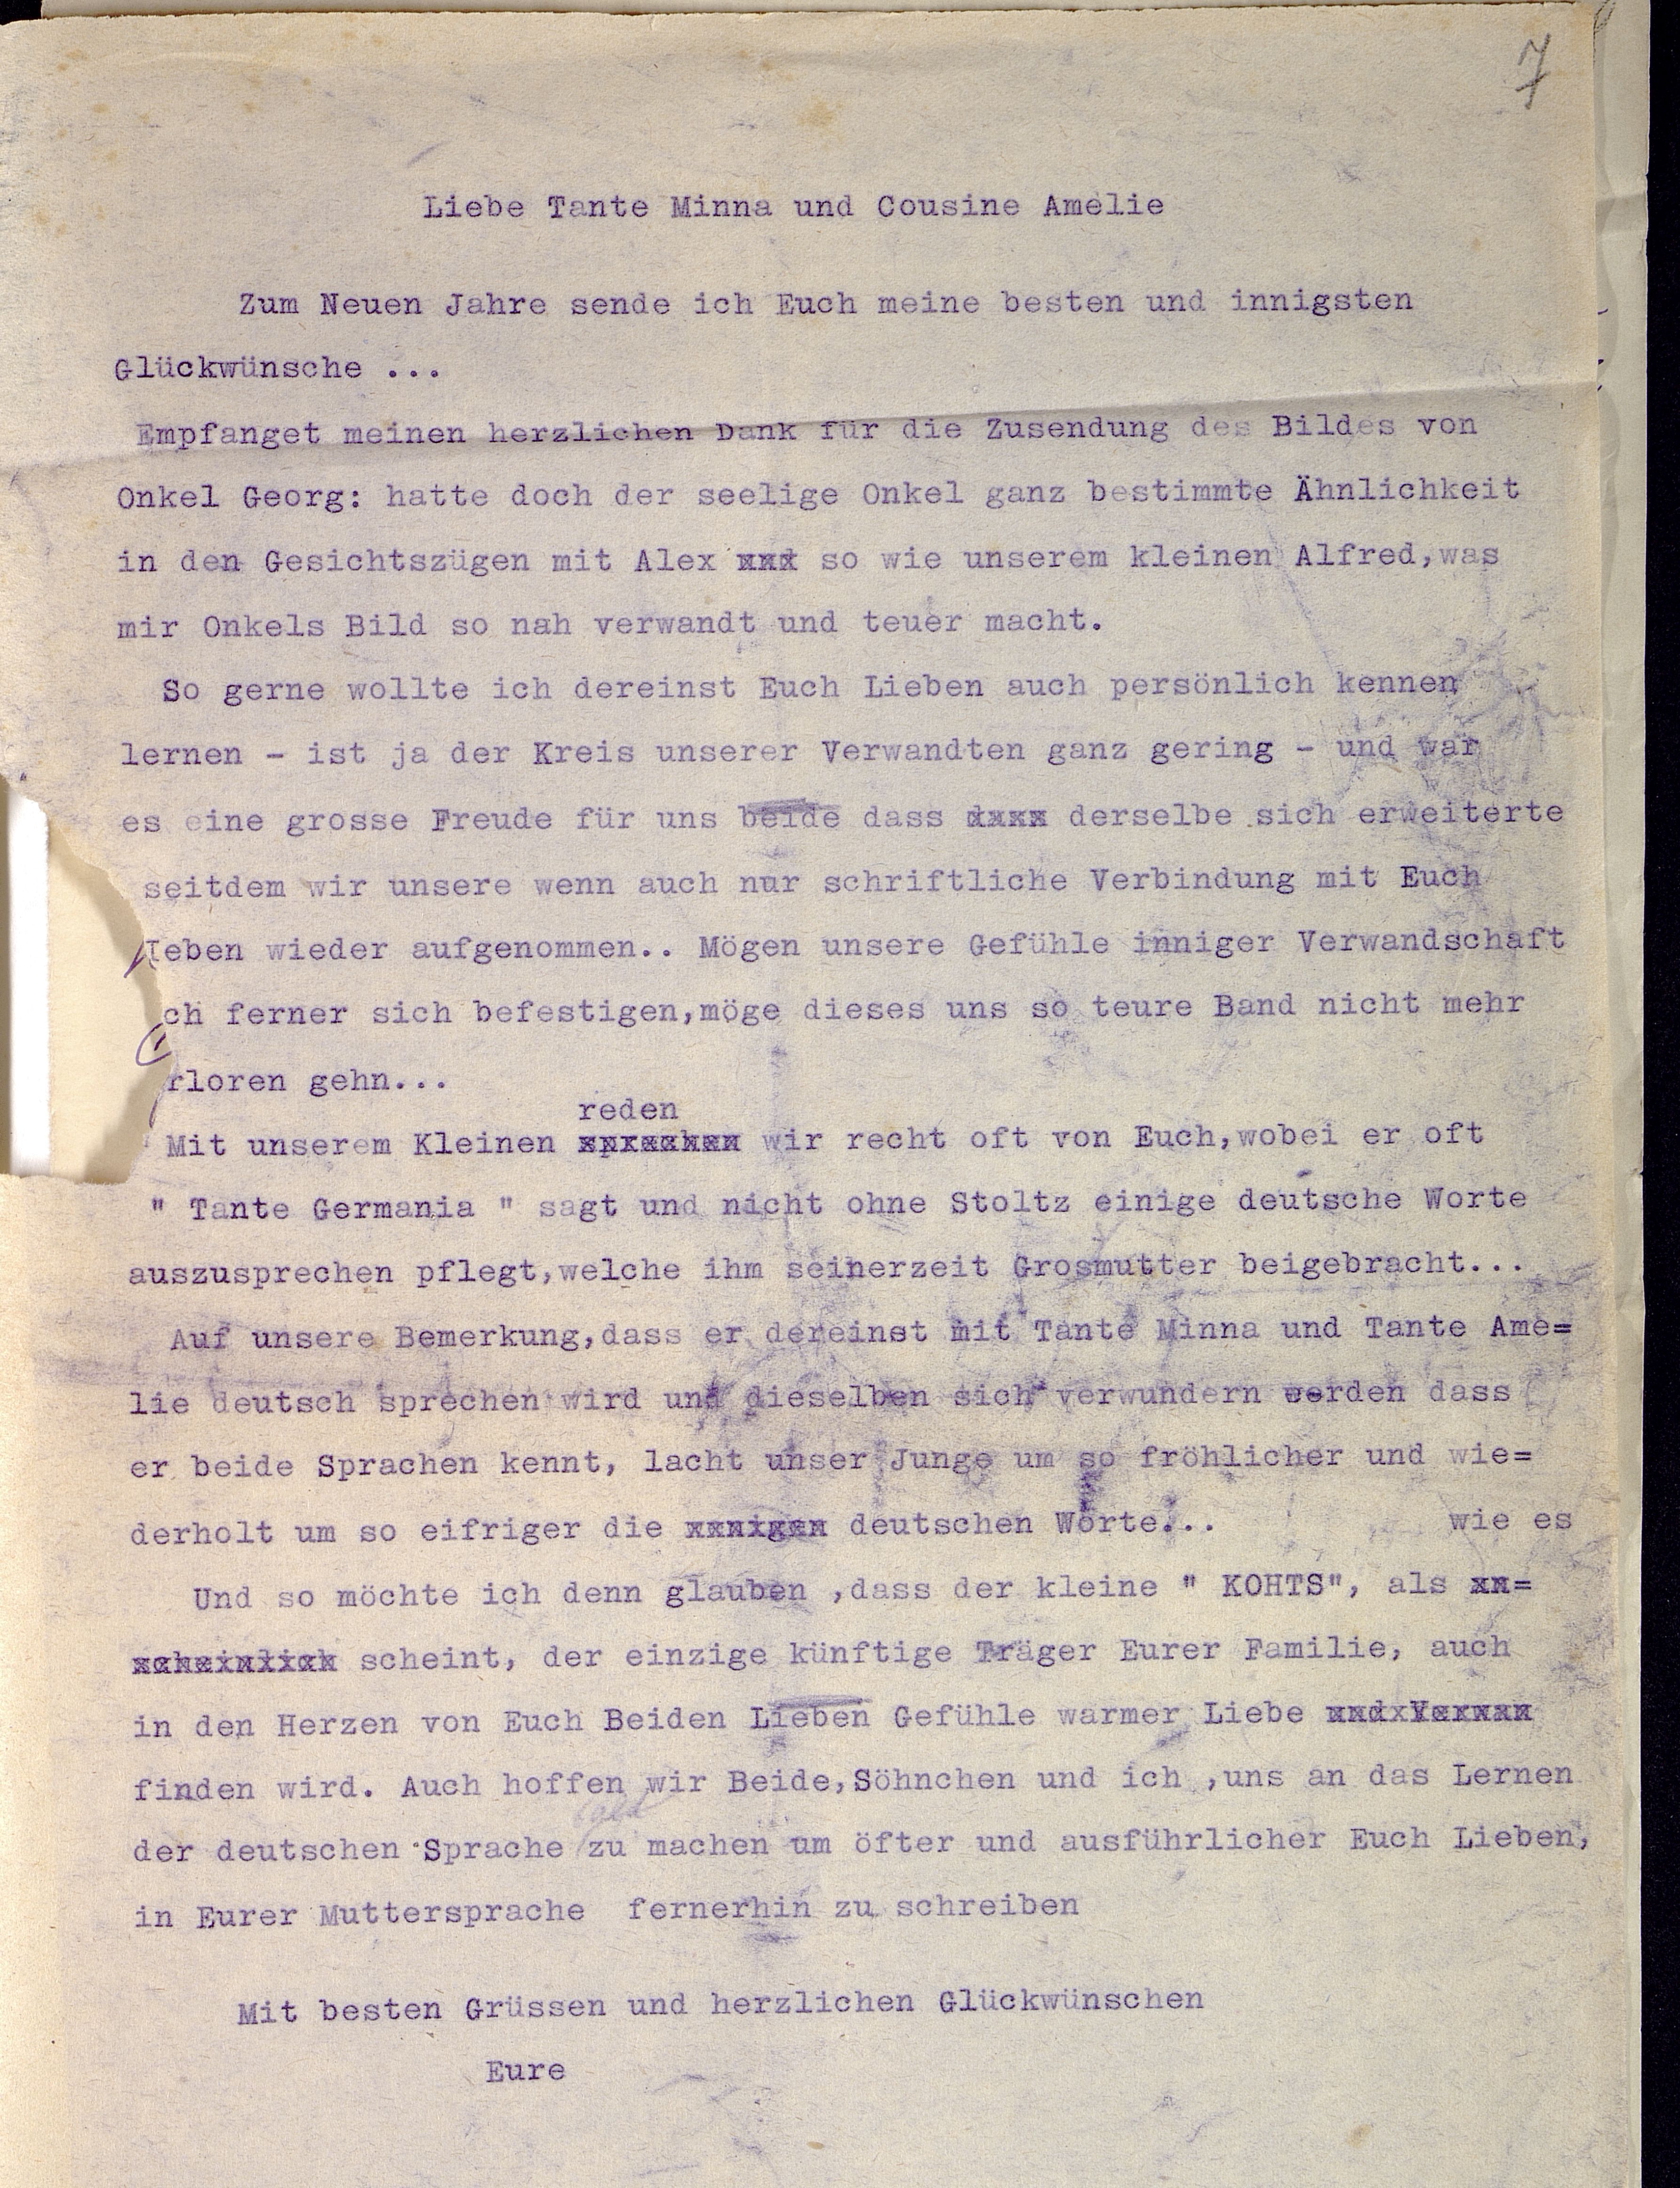 7
Liebe Tante Minna und Cousine Amelie
Zum Neuen Jahre sende ich Euch meine besten und innigsten
Glückwünsche ...
Empfanget meinen herzlichen Dank für die Zusendung des Bildes von
Onkel Georg: hatte doch der seelige Onkel ganz bestimmte Ähnlichkeit
in den Gesichtszügen mit Alex so wie unserem kleinen Alfred,was
mir Onkels Bild so nah verwandt und teuer macht.
So gerne wollte ich dereinst Euch Lieben auch persönlich kennen
lernen - ist ja der Kreis unserer Verwandten ganz gering - und war
es eine grosse Freude für uns beide dass derselbe sich erweiterte
seitdem wir unsere wenn auch nur schriftliche Verbindung mit Euch
ieben wieder aufgenommen.. Mögen unsere Gefühle inniger Verwandschaft
ch ferner sich befestigen,möge dieses uns so teure Band nicht mehr
rloren gehn...
reden
Mit unserem Kleinen wir recht oft von Euch,wobei er oft
" Tante Germania " sagt und nicht ohne Stoltz einige deutsche Worte
auszusprechen pflegt,welche ihm seinerzeit Grosmutter beigebracht...
Auf unsere Bemerkung,dass er dereinst mit Tante Minna und Tante Ame=
lie deutsch sprechen wird und dieselben sich verwundern werden dass
er beide Sprachen kennt, lacht unser Junge um so fröhlicher und wie=
derholt um so eifriger die deutschen Worte...
wie es
Und so möchte ich denn glauben ,dass der kleine " KOHTS", als
scheint, der einzige künftige Träger Eurer Familie, auch
in den Herzen von Euch Beiden Lieben Gefühle warmer Liebe
finden wird. Auch hoffen wir Beide,Söhnchen und ich ,uns an das Lernen
der deutschen Sprache zu machen um öfter und ausführlicher Euch Lieben,
in Eurer Muttersprache fernerhin zu schreiben
Mit besten Grüssen und herzlichen Glückwünschen
Eure